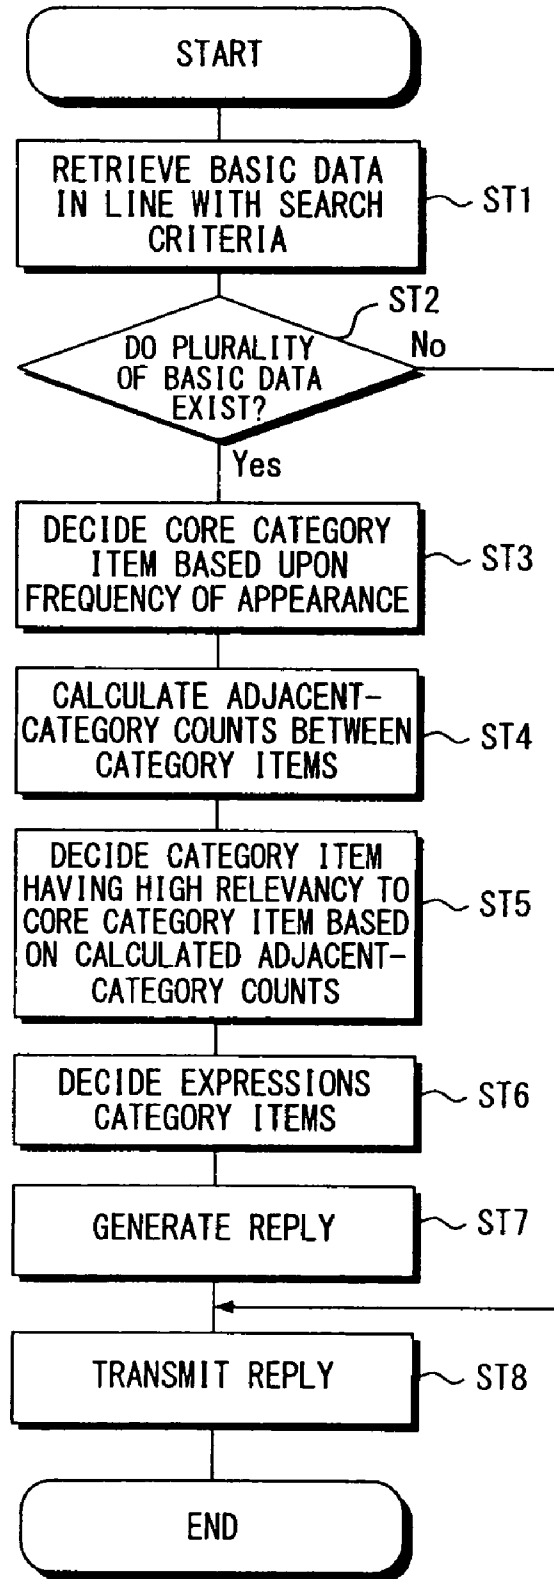 START
RETRIEVE BASIC DATA
IN LINE WITH SEARCH
CRITERIA
ST1
ST2
DO PLURALITY
OF BASIC DATA
EXIST?
No
Yes
DECIDE CORE CATEGORY
ITEM BASED UPON
FREQUENCY OF APPEARANCE
ST3
CALCULATE ADJACENT-
CATEGORY COUNTS BETWEEN
CATEGORY ITEMS
ST4
DECIDE CATEGORY ITEM
HAVING HIGH RELEVANCY TO
CORE CATEGORY ITEM BASED
ON CALCULATED ADJACENT-
CATEGORY COUNTS
ST5
DECIDE EXPRESSIONS
CATEGORY ITEMS
ST6
GENERATE REPLY
ST7
TRANSMIT REPLY
ST8
END